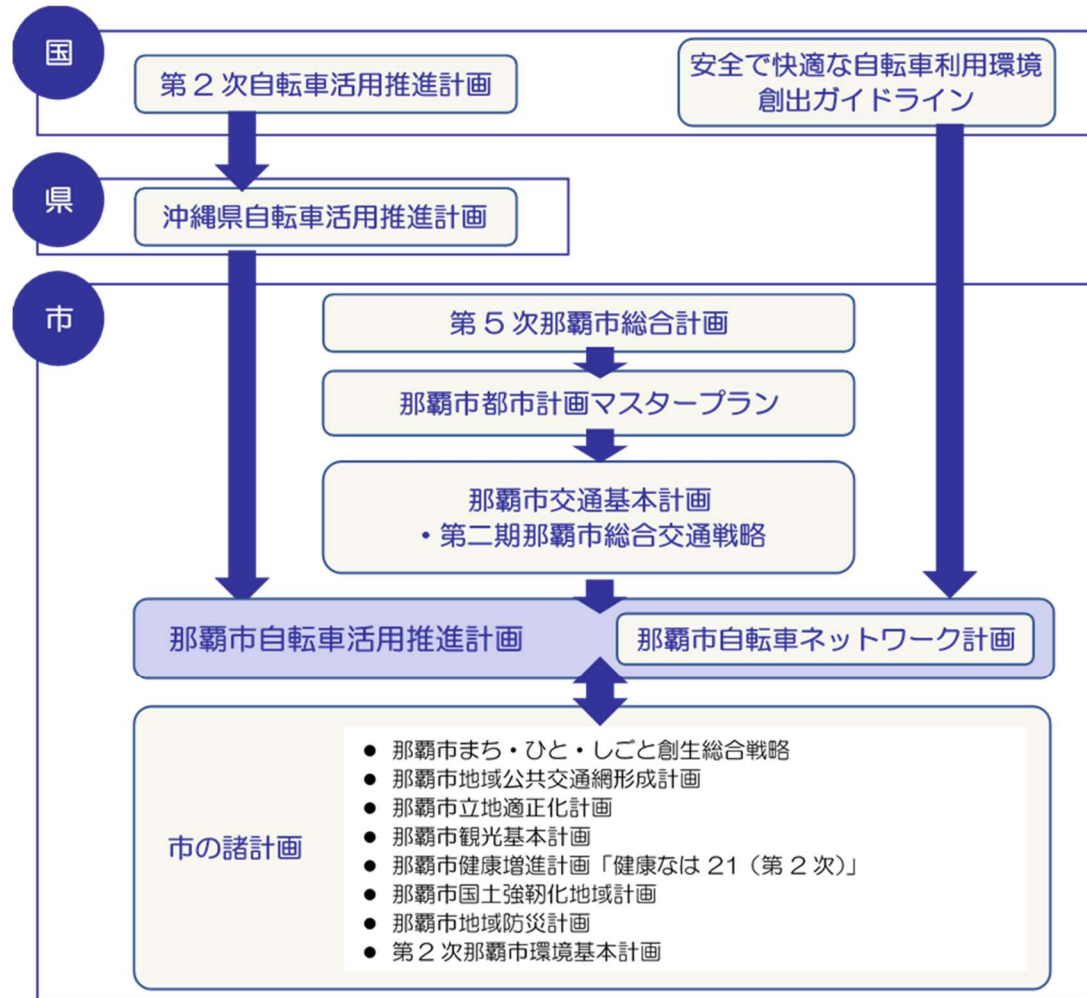 国
第２次自転車活用推進計画
安全で快適な自転車利用環境
創出ガイドライン
県
沖縄県自転車活用推進計画
市
第５次那覇市総合計画
那覇市都市計画マスタープラン
那覇市交通基本計画
・第二期那覇市総合交通戦略
那覇市自転車活用推進計画
那覇市自転車ネットワーク計画
市の諸計画
● 那覇市まち・ひと・しごと創生総合戦略
● 那覇市地域公共交通網形成計画
● 那覇市立地適正化計画
● 那覇市観光基本計画
● 那覇市健康増進計画「健康なは 21（第２次）」
● 那覇市国土強靭化地域計画
● 那覇市地域防災計画
● 第２次那覇市環境基本計画